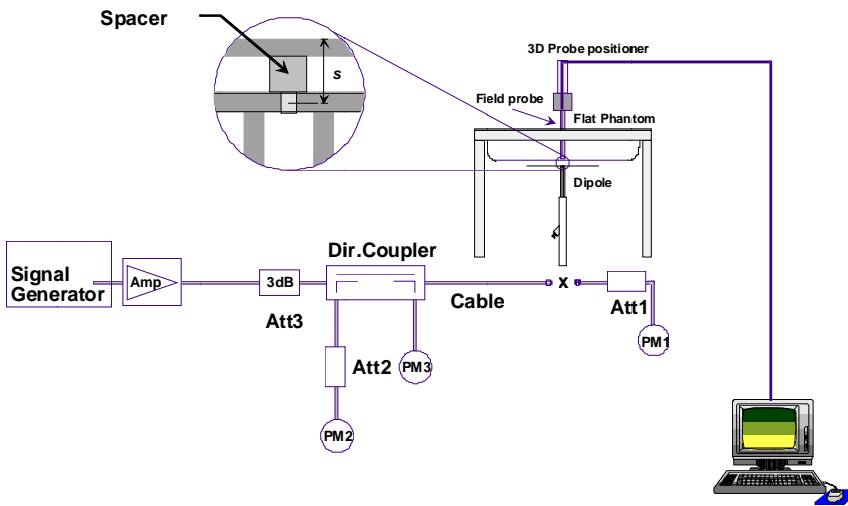 Spacer
s
3D Probe positioner
Field probe
Flat Phantom
Dipole
Signal
Generator
Amp
3dB
Att3
Dir.Coupler
Cable
x
Att1
PM1
Att2
PM3
PM2